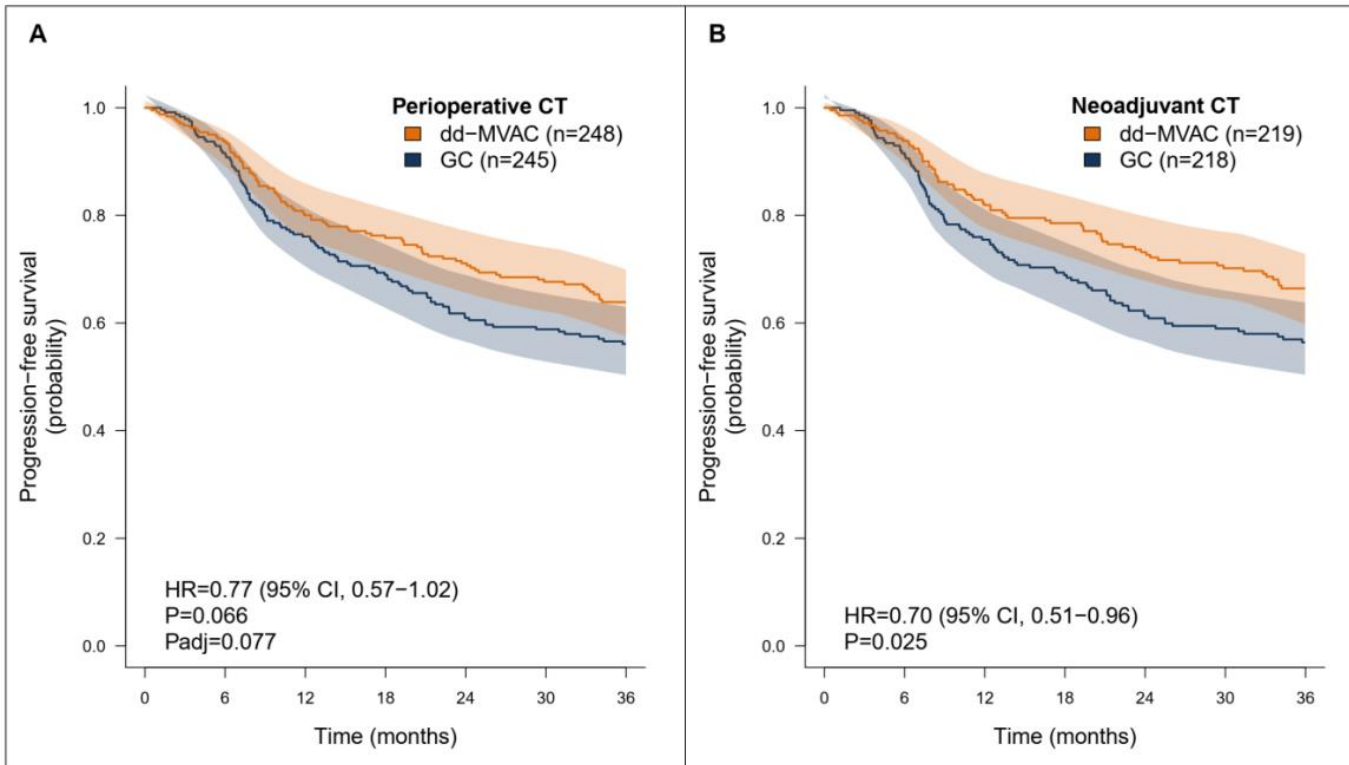 A
Perioperative CT
dd−MVAC (n=248)
GC (n=245)
Progression−free survival
(probability)
1.0
0.8
0.6
0.4
0.2
0.0
HR=0.77 (95% CI, 0.57−1.02)
P=0.066
Padj=0.077
0 6 12 18 24 30 36
Time (months)
B
Neoadjuvant CT
dd−MVAC (n=219)
GC (n=218)
Progression−free survival
(probability)
1.0
0.8
0.6
0.4
0.2
0.0
HR=0.70 (95% CI, 0.51−0.96)
P=0.025
0 6 12 18 24 30 36
Time (months)